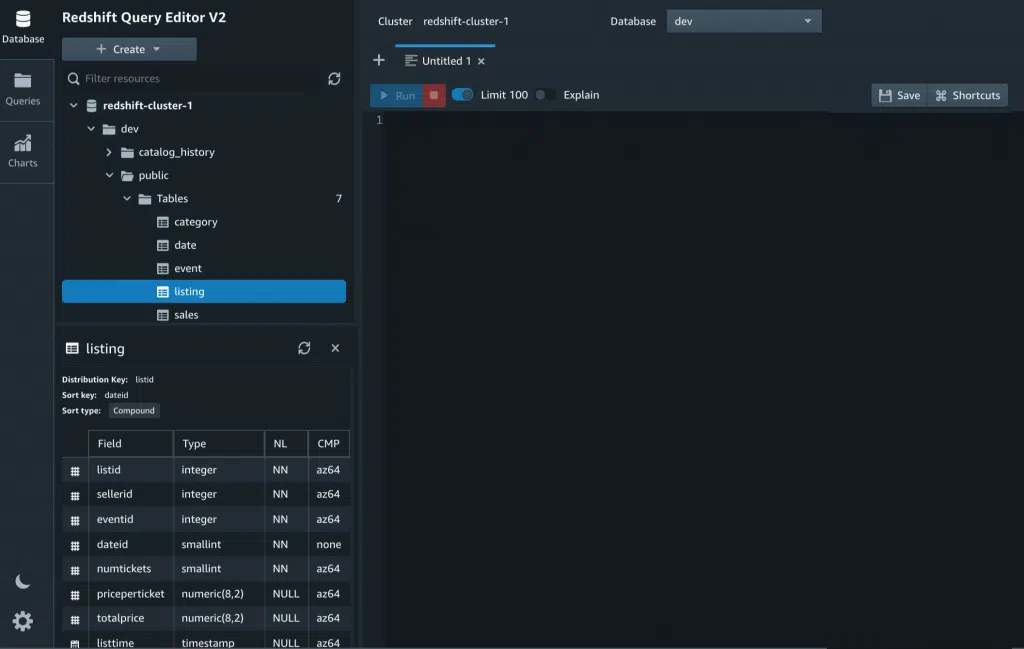 Redshift Query Editor V2
Database
Create
Filter resources
Queries
Charts
redshift-cluster-1
dev
catalog_history
public
Tables 7
category
date
event
listing
sales
listing
Distribution Key: listid
Sort key: dateid
Sort type: Compound
Field Type NL CMP
listid integer NN az64
sellerid integer NN az64
eventid integer NN az64
dateid smallint NN none
numtickets smallint NN az64
priceperticket numeric(8,2) NULL az64
totalprice numeric(8,2) NULL az64
listtime timestamp NULL az64
Cluster redshift-cluster-1 Database dev
Untitled 1
Run Limit 100 Explain Save Shortcuts
1